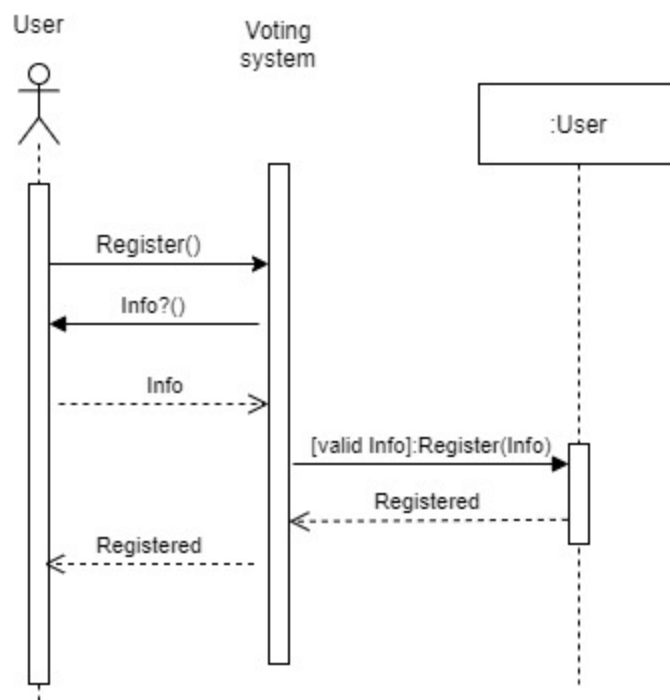 User
Voting
system
:User
Register()
Info?()
Info
[valid Info]:Register(Info)
Registered
Registered